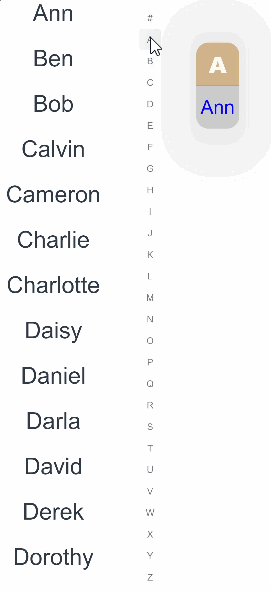 Ann
Ben
Bob
Calvin
Cameron
Charlie
Charlotte
Daisy
Daniel
Darla
David
Derek
Dorothy
#
A
B
C
D
E
F
G
H
I
J
K
L
M
N
O
P
Q
R
S
T
U
V
W
X
Y
Z
A
Ann